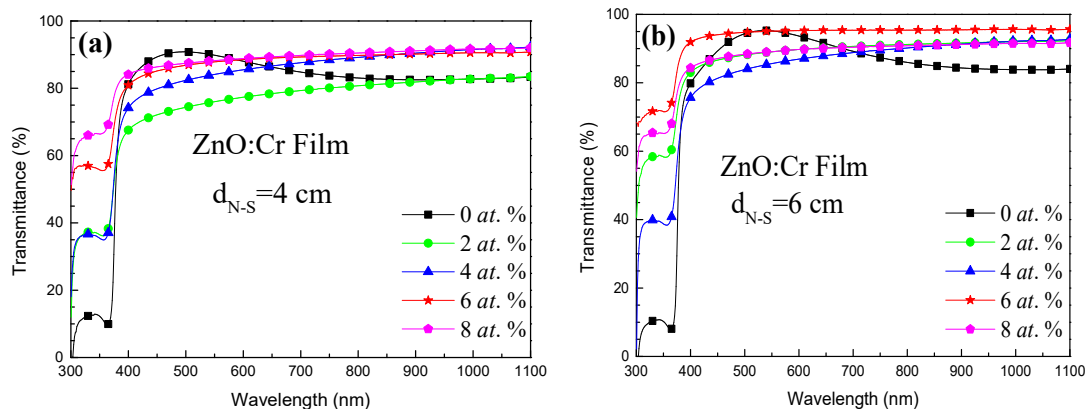 (a)
100
80
60
40
20
0
Transmittance (%)
ZnO:Cr Film
d_N-S=4 cm
0 at. %
2 at. %
4 at. %
6 at. %
8 at. %
300 400 500 600 700 800 900 1000 1100
Wavelength (nm)
(b)
100
80
60
40
20
0
Transmittance (%)
ZnO:Cr Film
d_N-S=6 cm
0 at. %
2 at. %
4 at. %
6 at. %
8 at. %
300 400 500 600 700 800 900 1000 1100
Wavelength (nm)